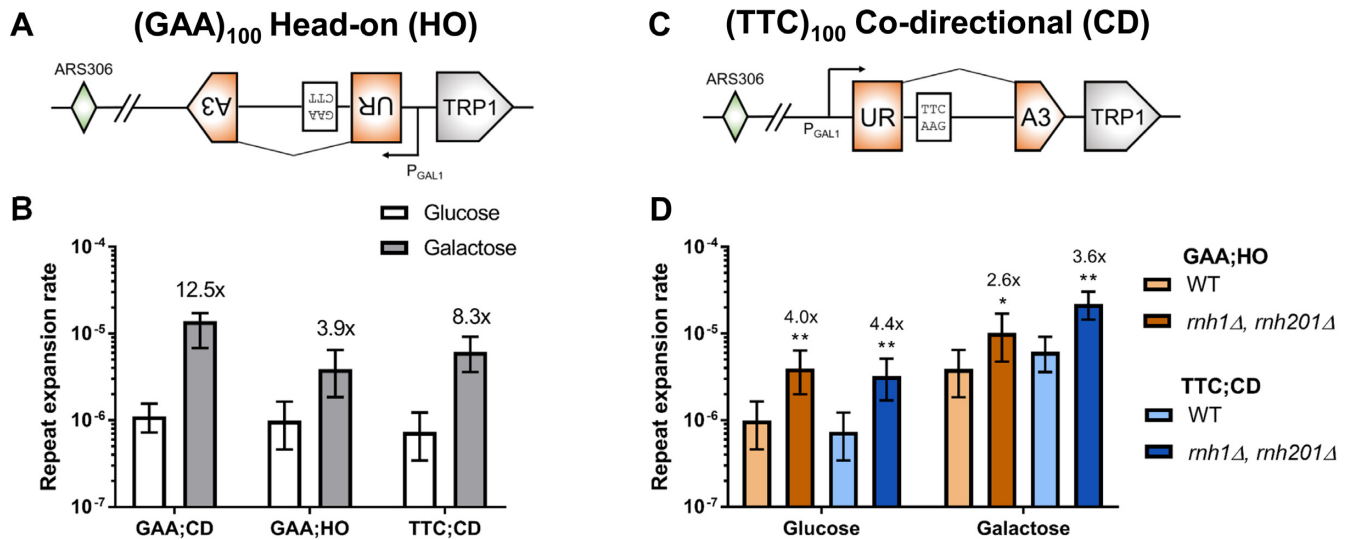 A
(GAA)100 Head-on (HO)
ARS306
A3
GAA
CTT
UR
TRP1
PGAL1
C
(TTC)100 Co-directional (CD)
ARS306
PGAL1
UR
TTC
AAG
A3
TRP1
B
Glucose
Galactose
Repeat expansion rate
10-4
10-5
10-6
10-7
12.5x
3.9x
8.3x
GAA;CD
GAA;HO
TTC;CD
D
Repeat expansion rate
10-4
10-5
10-6
10-7
4.0x
**
4.4x
**
2.6x
*
3.6x
**
Glucose
Galactose
GAA;HO
WT
rnh1Δ, rnh201Δ
TTC;CD
WT
rnh1Δ, rnh201Δ